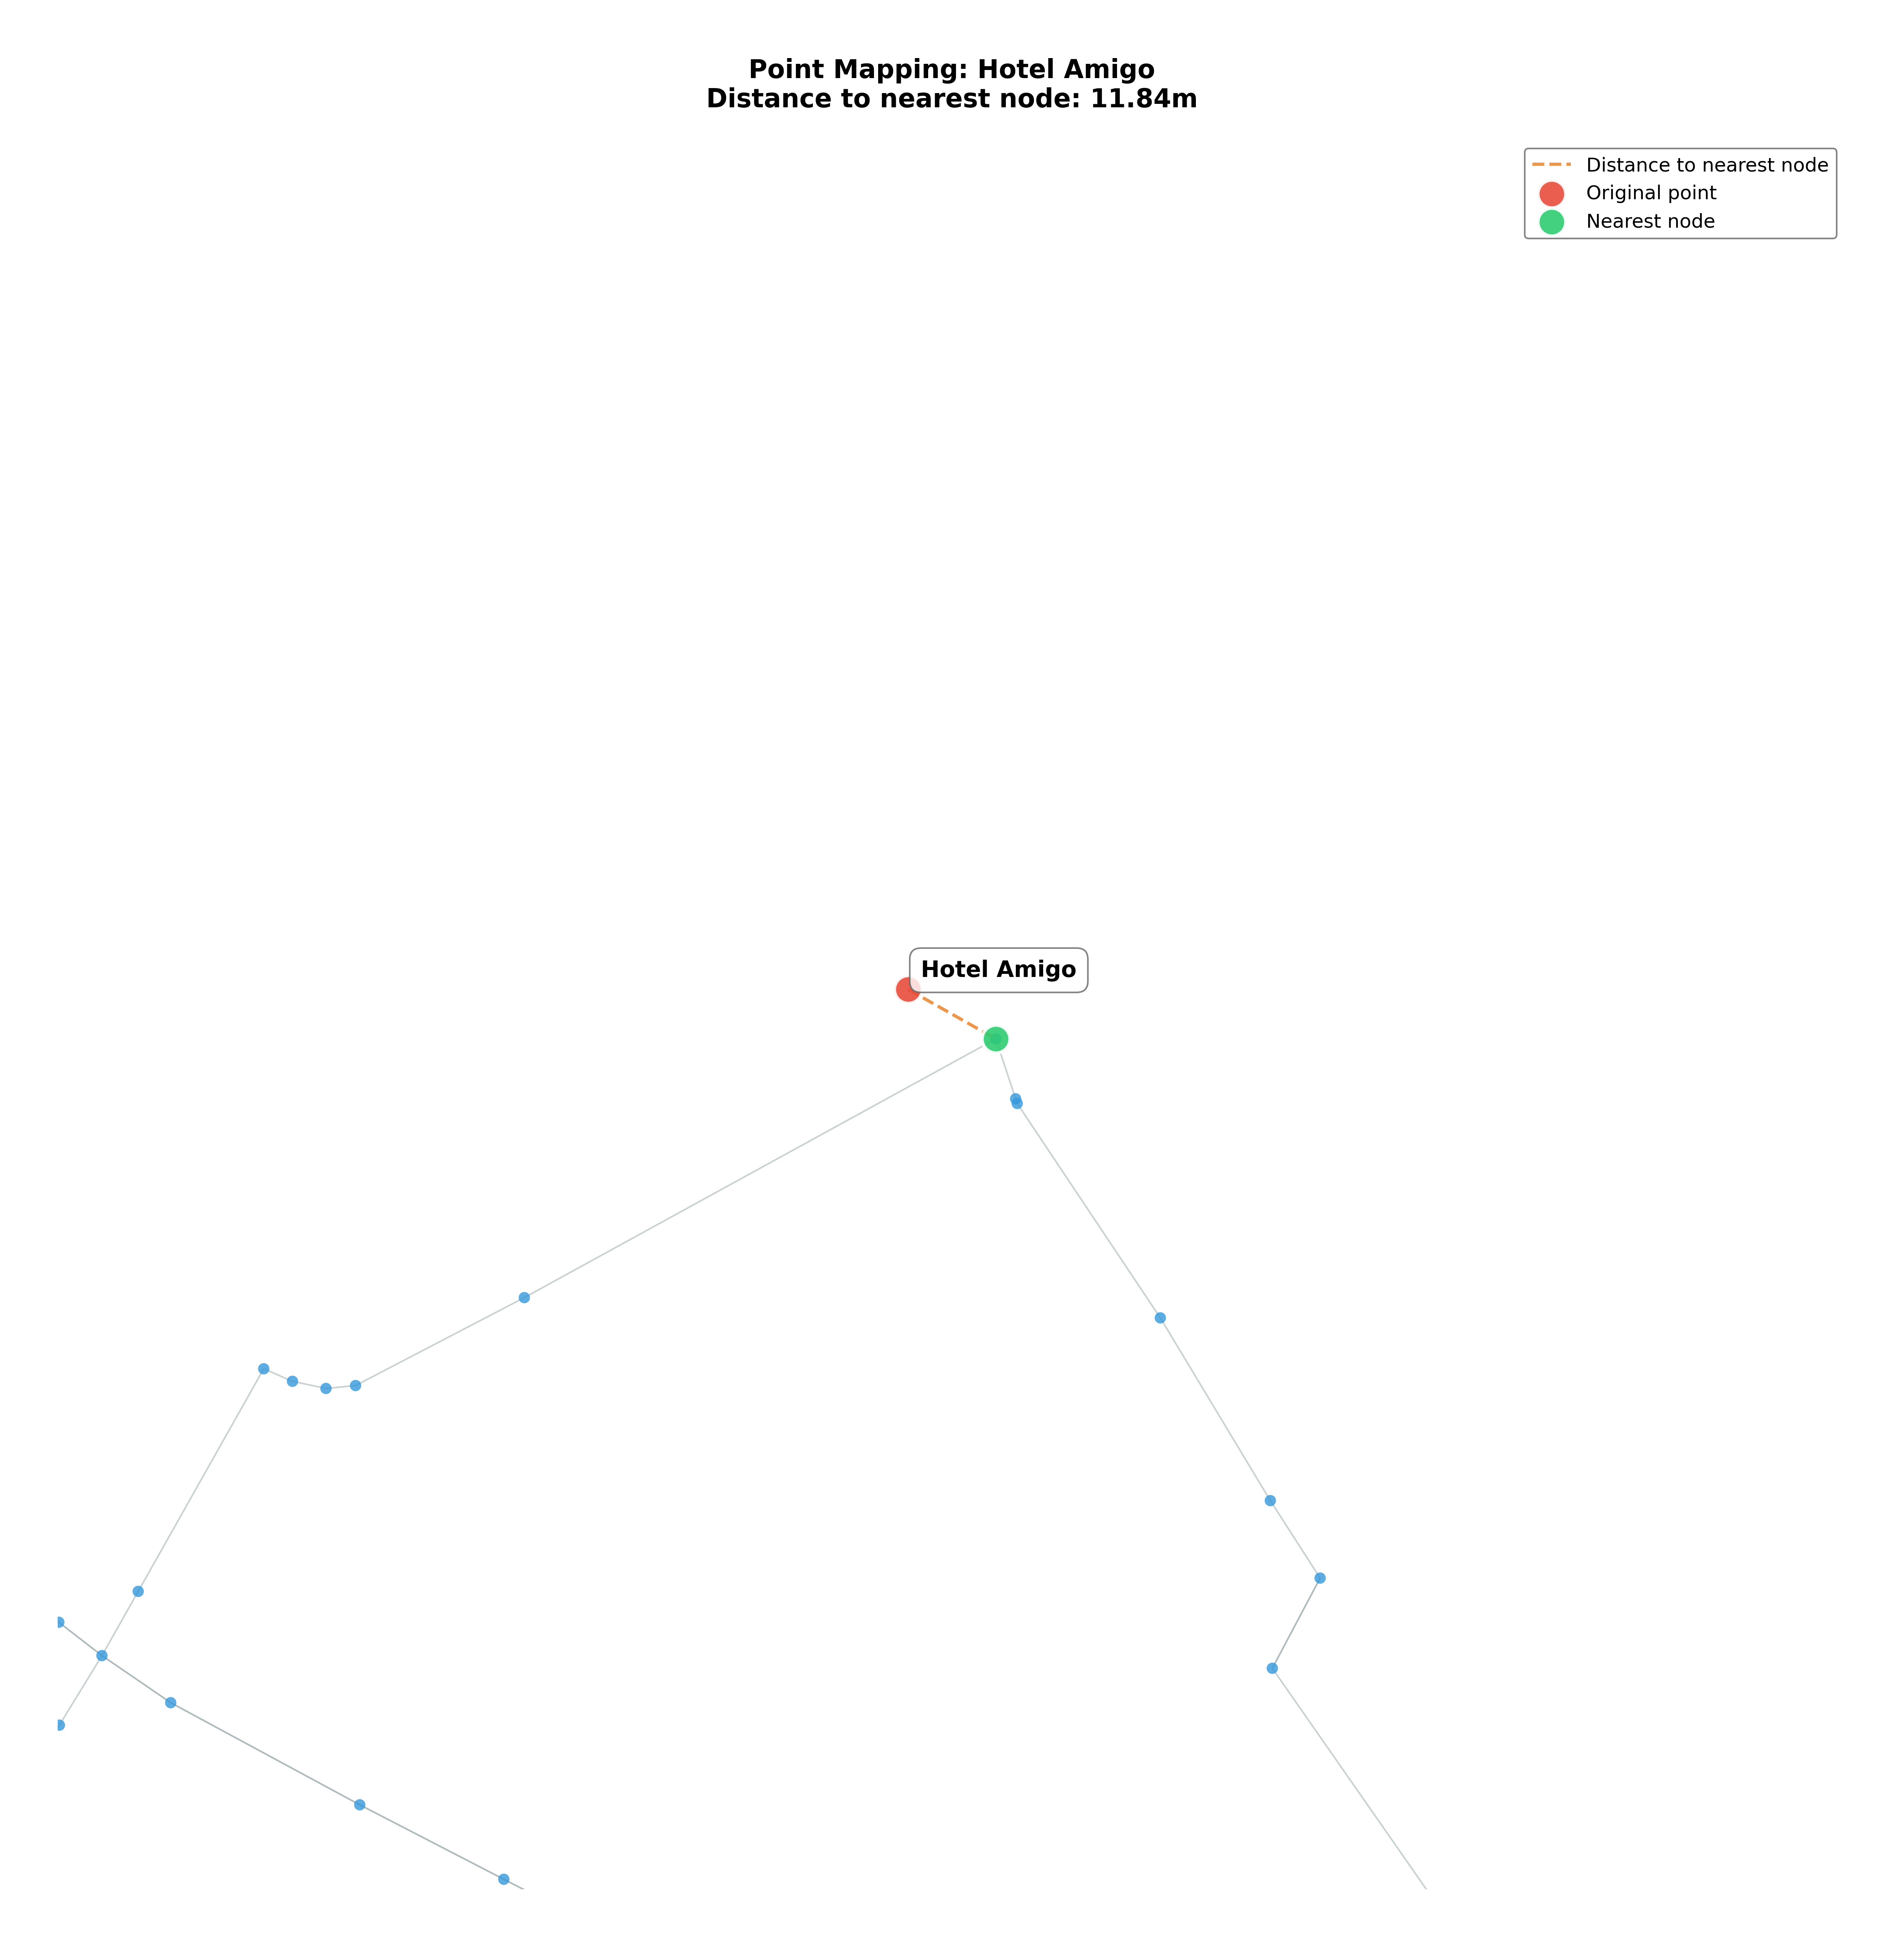 Point Mapping: Hotel Amigo
Distance to nearest node: 11.84m
Distance to nearest node
Original point
Nearest node
Hotel Amigo